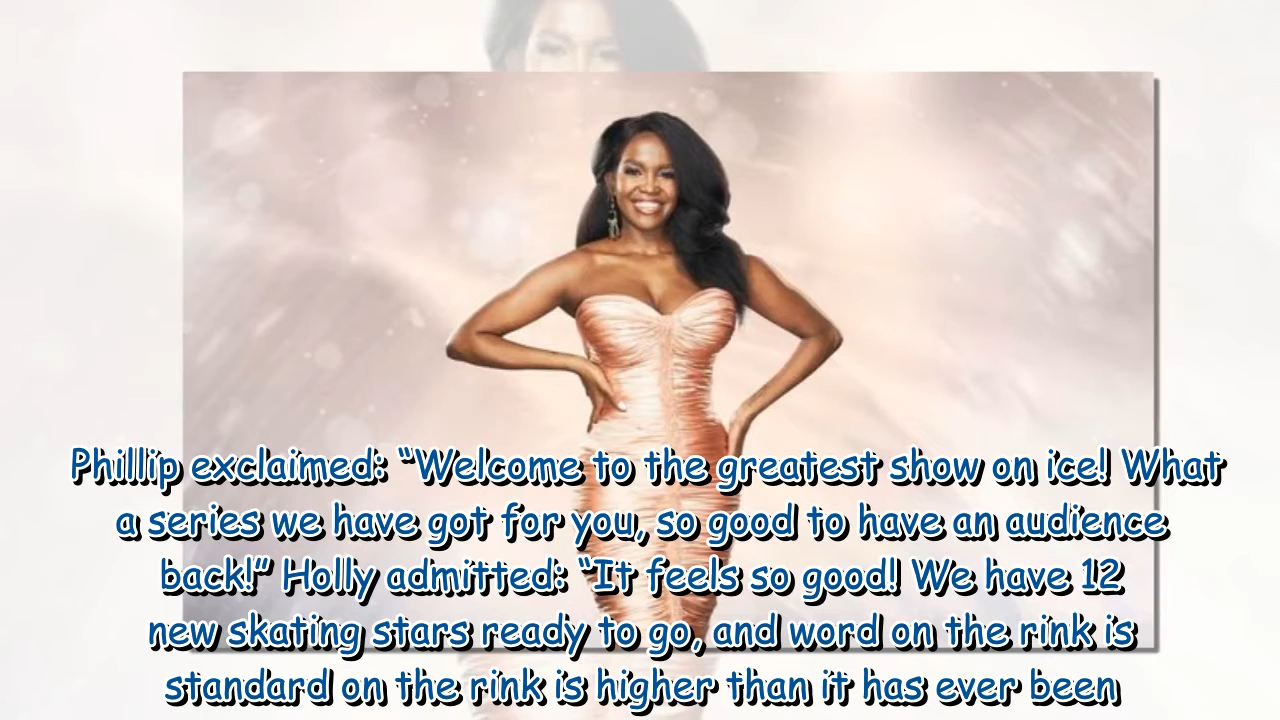 Phillip exclaimed: “Welcome to the greatest show on ice! What
a series we have got for you, so good to have an audience
back!” Holly admitted: “It feels so good! We have 12
new skating stars ready to go, and word on the rink is
standard on the rink is higher than it has ever been